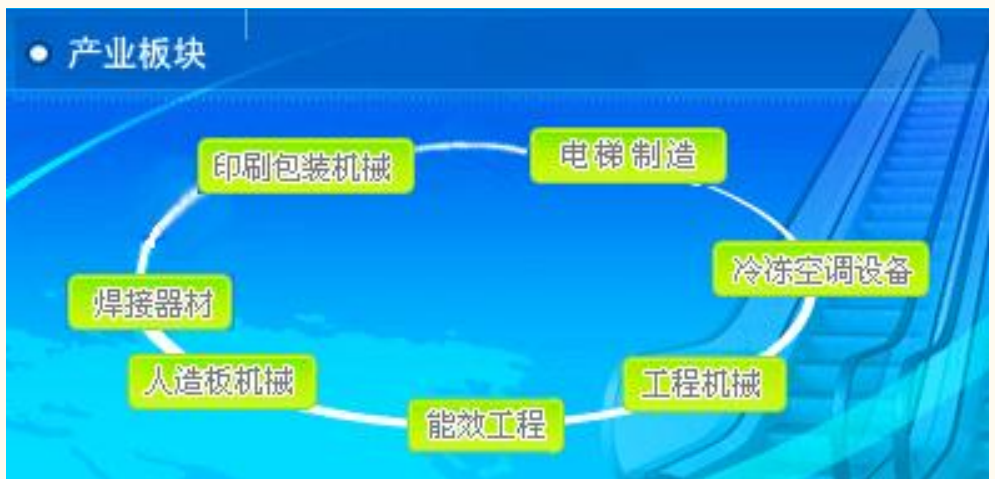 产业板块
印刷包装机械
电梯制造
冷冻空调设备
焊接器材
人造板机械
工程机械
能效工程